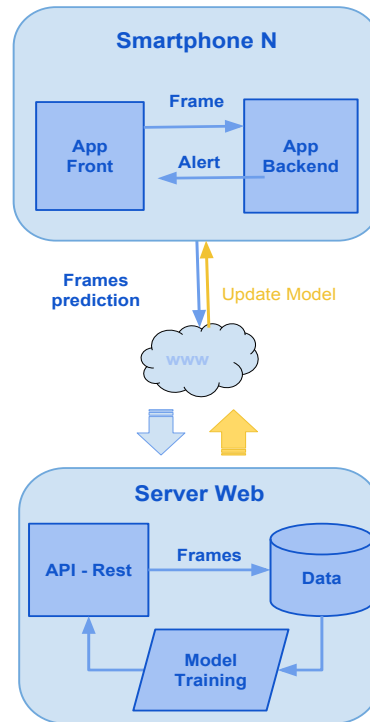 Smartphone N
Frame
App
Front
App
Backend
Alert
Frames
prediction
Update Model
www
Server Web
API - Rest
Frames
Data
Model
Training